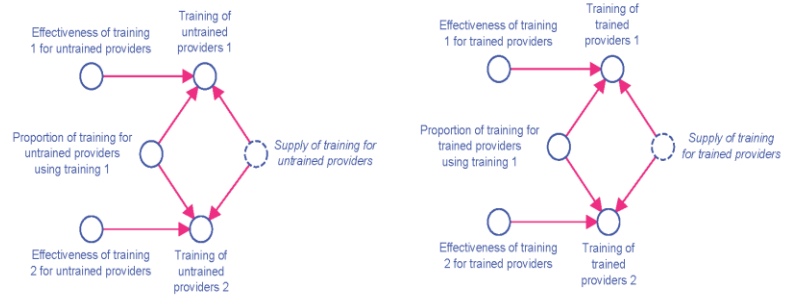 Effectiveness of training
1 for untrained providers
Training of
untrained
providers 1
Proportion of training for
untrained providers
using training 1
Supply of training for
untrained providers
Effectiveness of training
2 for untrained providers
Training of
untrained
providers 2
Effectiveness of training
1 for trained providers
Training of
trained
providers 1
Proportion of training for
trained providers
using training 1
Supply of training
for trained providers
Effectiveness of training
2 for trained providers
Training of
trained
providers 2